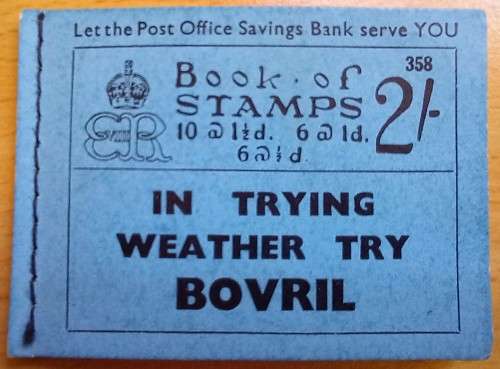 Let the Post Office Savings Bank serve YOU
358
Book · of
STAMPS
2/-
10 @ 1½d. 6 @ 1d.
6 @ ½d.
E VIII R
IN TRYING
WEATHER TRY
BOVRIL